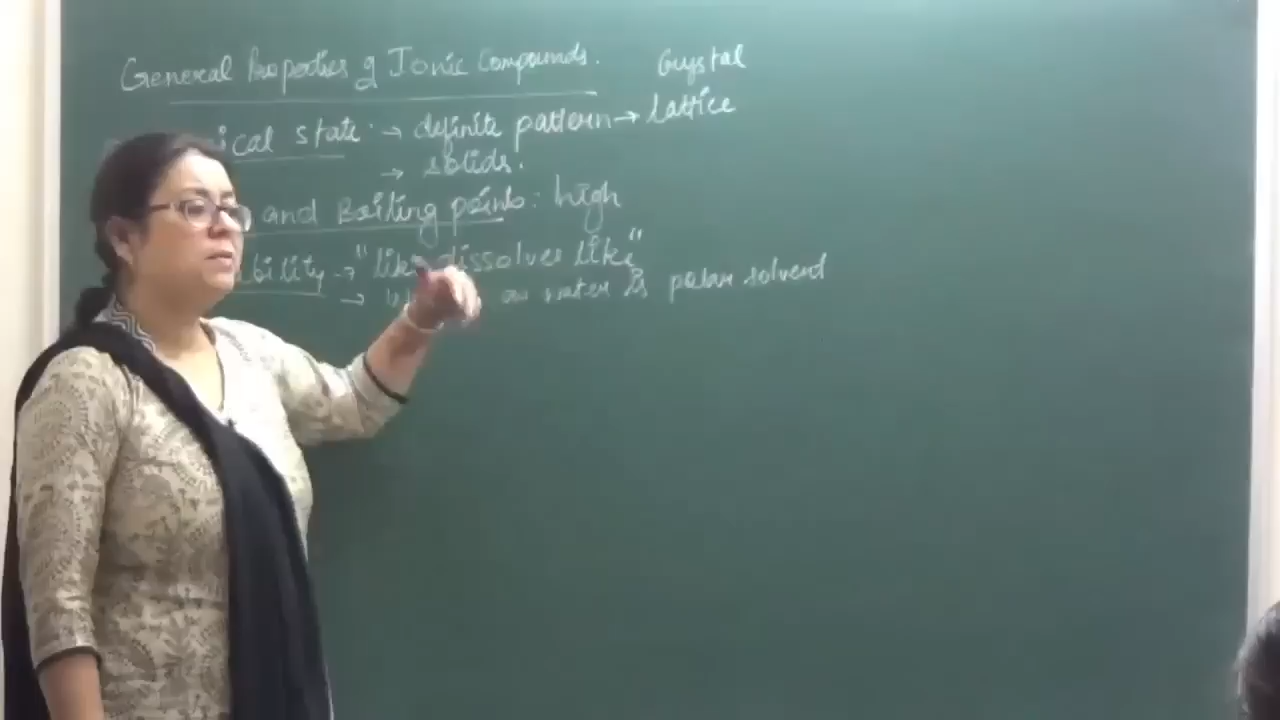 General Properties of Ionic Compounds. Crystal
ical state → definite pattern → lattice
→ solids.
and Boiling points: high
bility → "like dissolves like"
→ as water is polar solvent